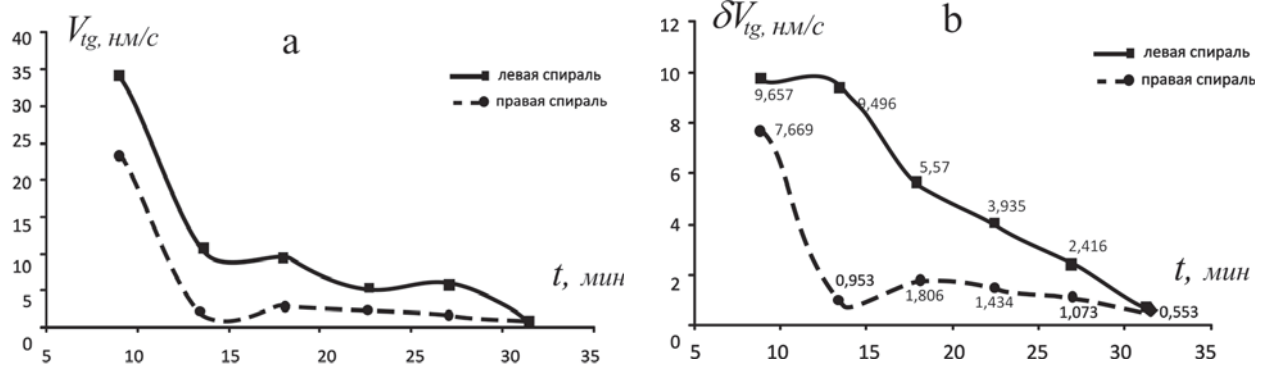 V_tg, нм/с
a
40
35
30
25
20
15
10
5
0
левая спираль
правая спираль
t, мин
5 10 15 20 25 30 35
δV_tg, нм/с
b
12
10
8
6
4
2
0
левая спираль
правая спираль
9,657
9,496
7,669
5,57
3,935
2,416
0,953
1,806
1,434
1,073
0,553
t, мин
5 10 15 20 25 30 35